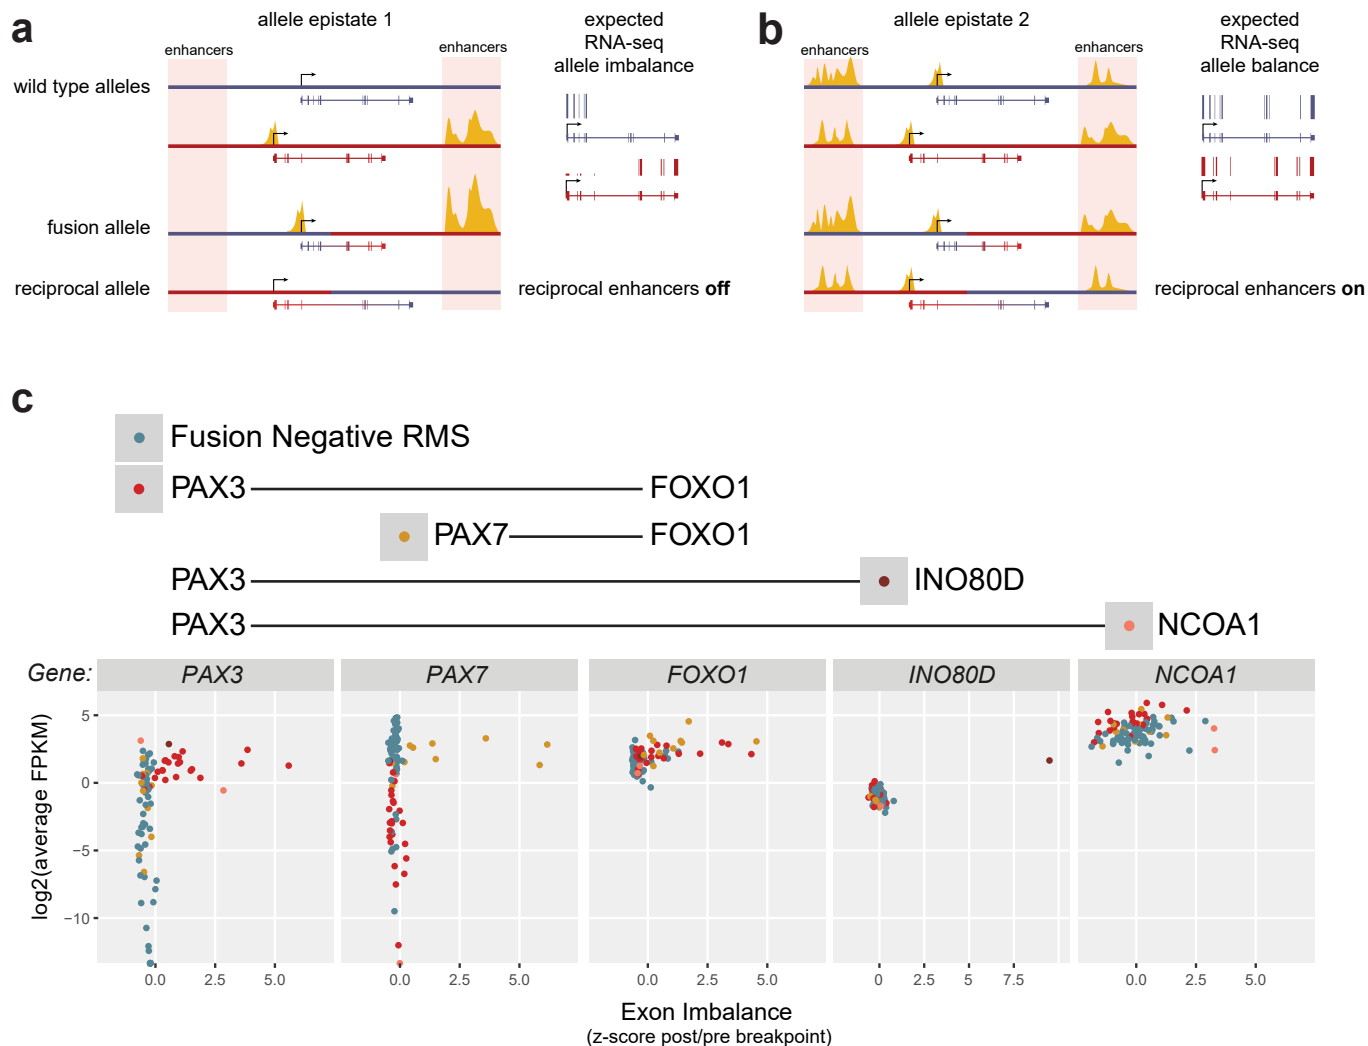 a
allele epistate 1
expected
RNA-seq
allele imbalance
enhancers
enhancers
wild type alleles
fusion allele
reciprocal allele
reciprocal enhancers off
b
allele epistate 2
expected
RNA-seq
allele balance
enhancers
enhancers
reciprocal enhancers on
c
Fusion Negative RMS
PAX3 FOXO1
PAX7 FOXO1
PAX3 INO80D
PAX3 NCOA1
Gene: PAX3 PAX7 FOXO1 INO80D NCOA1
log2(average FPKM)
5
0
−5
−10
0.0 2.5 5.0 0.0 2.5 5.0 0.0 2.5 5.0 0 2.5 5.0 7.5 0.0 2.5 5.0
Exon Imbalance
(z-score post/pre breakpoint)